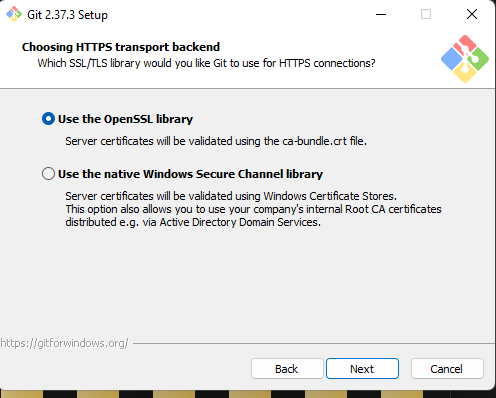 Git 2.37.3 Setup
Choosing HTTPS transport backend
Which SSL/TLS library would you like Git to use for HTTPS connections?
Use the OpenSSL library
Server certificates will be validated using the ca-bundle.crt file.
Use the native Windows Secure Channel library
Server certificates will be validated using Windows Certificate Stores.
This option also allows you to use your company's internal Root CA certificates
distributed e.g. via Active Directory Domain Services.
https://gitforwindows.org/
Back
Next
Cancel